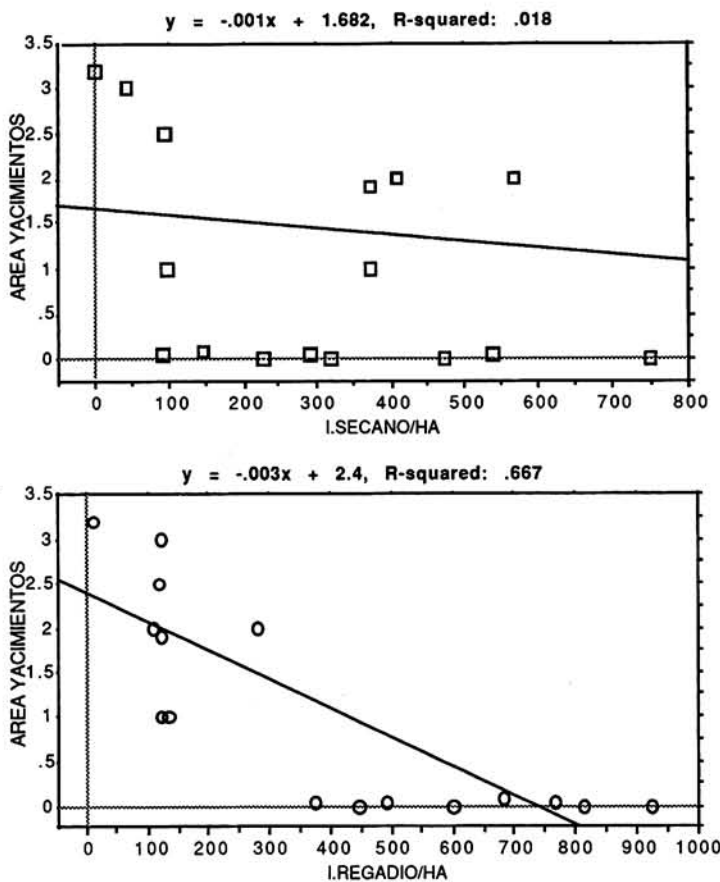 y = -.001x + 1.682, R-squared: .018
3.5
3
2.5
2
1.5
1
.5
0
AREA YACIMIENTOS
0 100 200 300 400 500 600 700 800
I.SECANO/HA
y = -.003x + 2.4, R-squared: .667
3.5
3
2.5
2
1.5
1
.5
0
AREA YACIMIENTOS
0 100 200 300 400 500 600 700 800 900 1000
I.REGADIO/HA